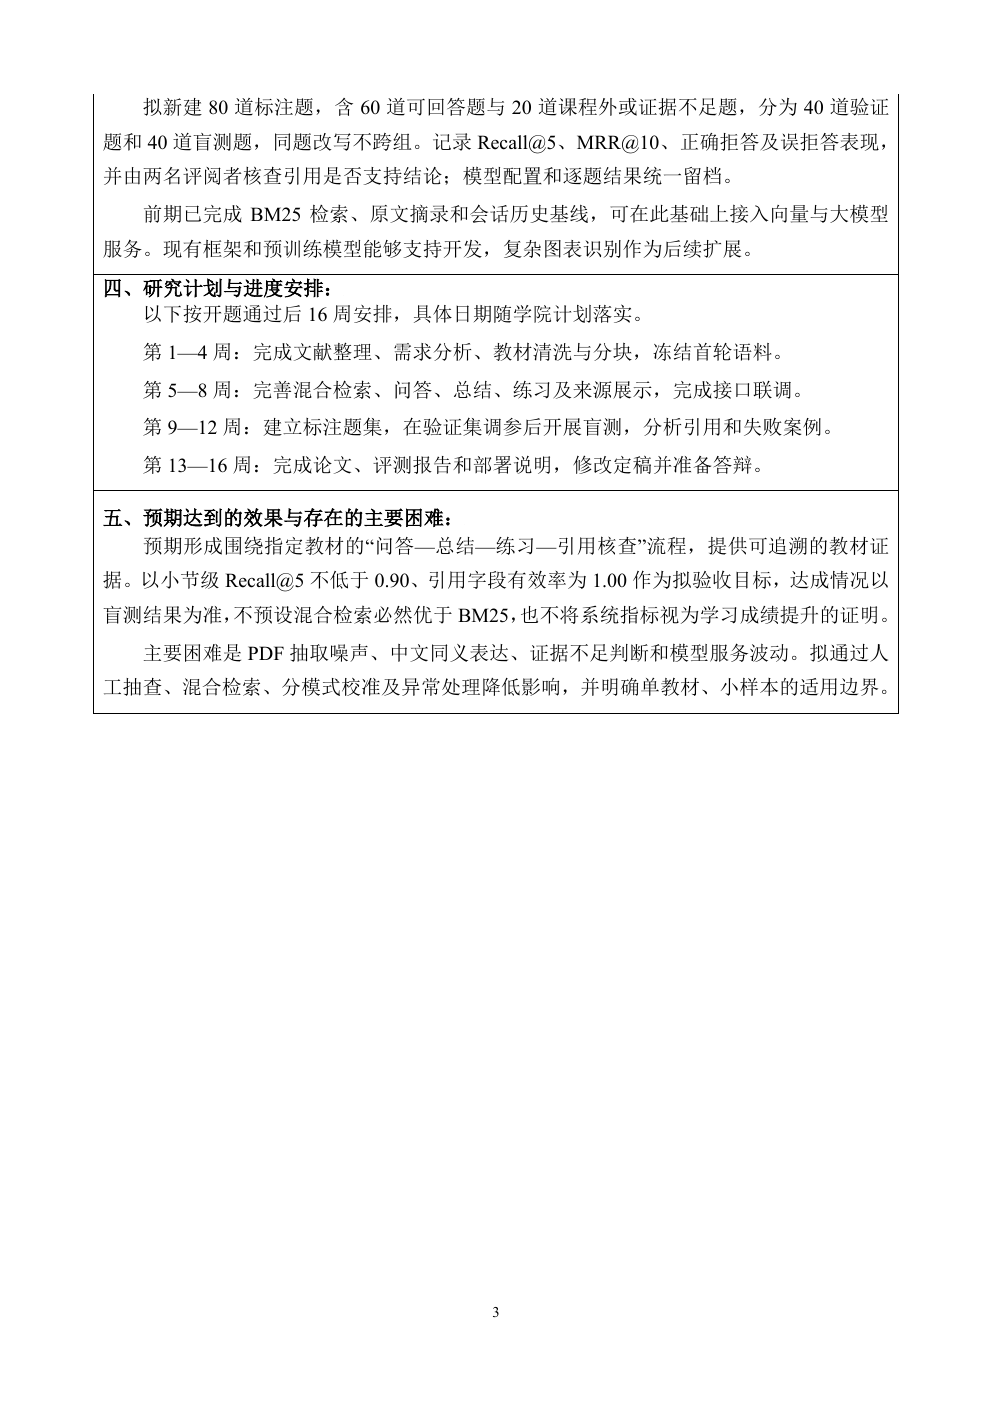 拟新建 80 道标注题，含 60 道可回答题与 20 道课程外或证据不足题，分为 40 道验证
题和 40 道盲测题，同题改写不跨组。记录 Recall@5、MRR@10、正确拒答及误拒答表现，
并由两名评阅者核查引用是否支持结论；模型配置和逐题结果统一留档。
前期已完成 BM25 检索、原文摘录和会话历史基线，可在此基础上接入向量与大模型
服务。现有框架和预训练模型能够支持开发，复杂图表识别作为后续扩展。
四、研究计划与进度安排：
以下按开题通过后 16 周安排，具体日期随学院计划落实。
第 1—4 周：完成文献整理、需求分析、教材清洗与分块，冻结首轮语料。
第 5—8 周：完善混合检索、问答、总结、练习及来源展示，完成接口联调。
第 9—12 周：建立标注题集，在验证集调参后开展盲测，分析引用和失败案例。
第 13—16 周：完成论文、评测报告和部署说明，修改定稿并准备答辩。
五、预期达到的效果与存在的主要困难：
预期形成围绕指定教材的“问答—总结—练习—引用核查”流程，提供可追溯的教材证
据。以小节级 Recall@5 不低于 0.90、引用字段有效率为 1.00 作为拟验收目标，达成情况以
盲测结果为准，不预设混合检索必然优于 BM25，也不将系统指标视为学习成绩提升的证明。
主要困难是 PDF 抽取噪声、中文同义表达、证据不足判断和模型服务波动。拟通过人
工抽查、混合检索、分模式校准及异常处理降低影响，并明确单教材、小样本的适用边界。
3